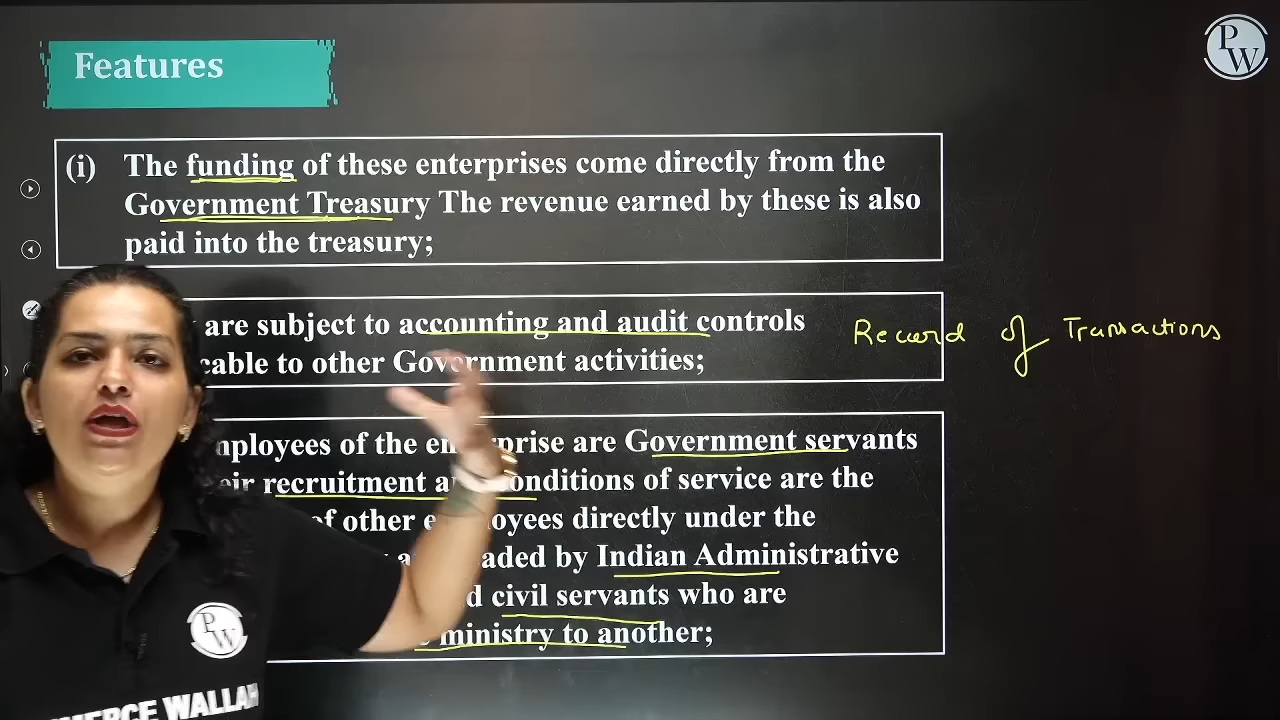 Features
PW
(i) The funding of these enterprises come directly from the
Government Treasury The revenue earned by these is also
paid into the treasury;
are subject to accounting and audit controls
cable to other Government activities;
Record of Transactions
mployees of the en prise are Government servants
recruitment a onditions of service are the
of other e oyees directly under the
aded by Indian Administrative
d civil servants who are
ministry to another;
PW
MERCE WALLAH